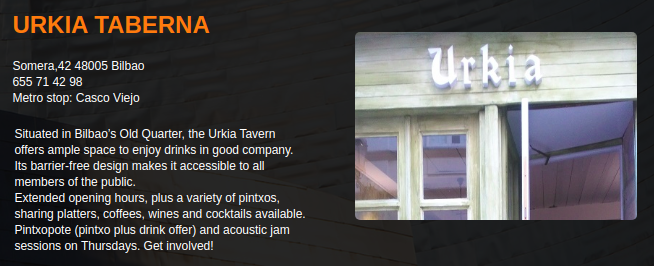 URKIA TABERNA
Somera,42 48005 Bilbao
655 71 42 98
Metro stop: Casco Viejo
Situated in Bilbao's Old Quarter, the Urkia Tavern
offers ample space to enjoy drinks in good company.
Its barrier-free design makes it accessible to all
members of the public.
Extended opening hours, plus a variety of pintxos,
sharing platters, coffees, wines and cocktails available.
Pintxopote (pintxo plus drink offer) and acoustic jam
sessions on Thursdays. Get involved!
Urkia